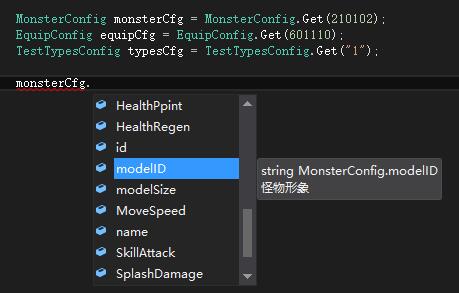 MonsterConfig monsterCfg = MonsterConfig.Get(210102);
EquipConfig equipCfg = EquipConfig.Get(601110);
TestTypesConfig typesCfg = TestTypesConfig.Get("1");
monsterCfg.
HealthPpint
HealthRegen
id
modelID
modelSize
MoveSpeed
name
SkillAttack
SplashDamage
string MonsterConfig.modelID
怪物形象